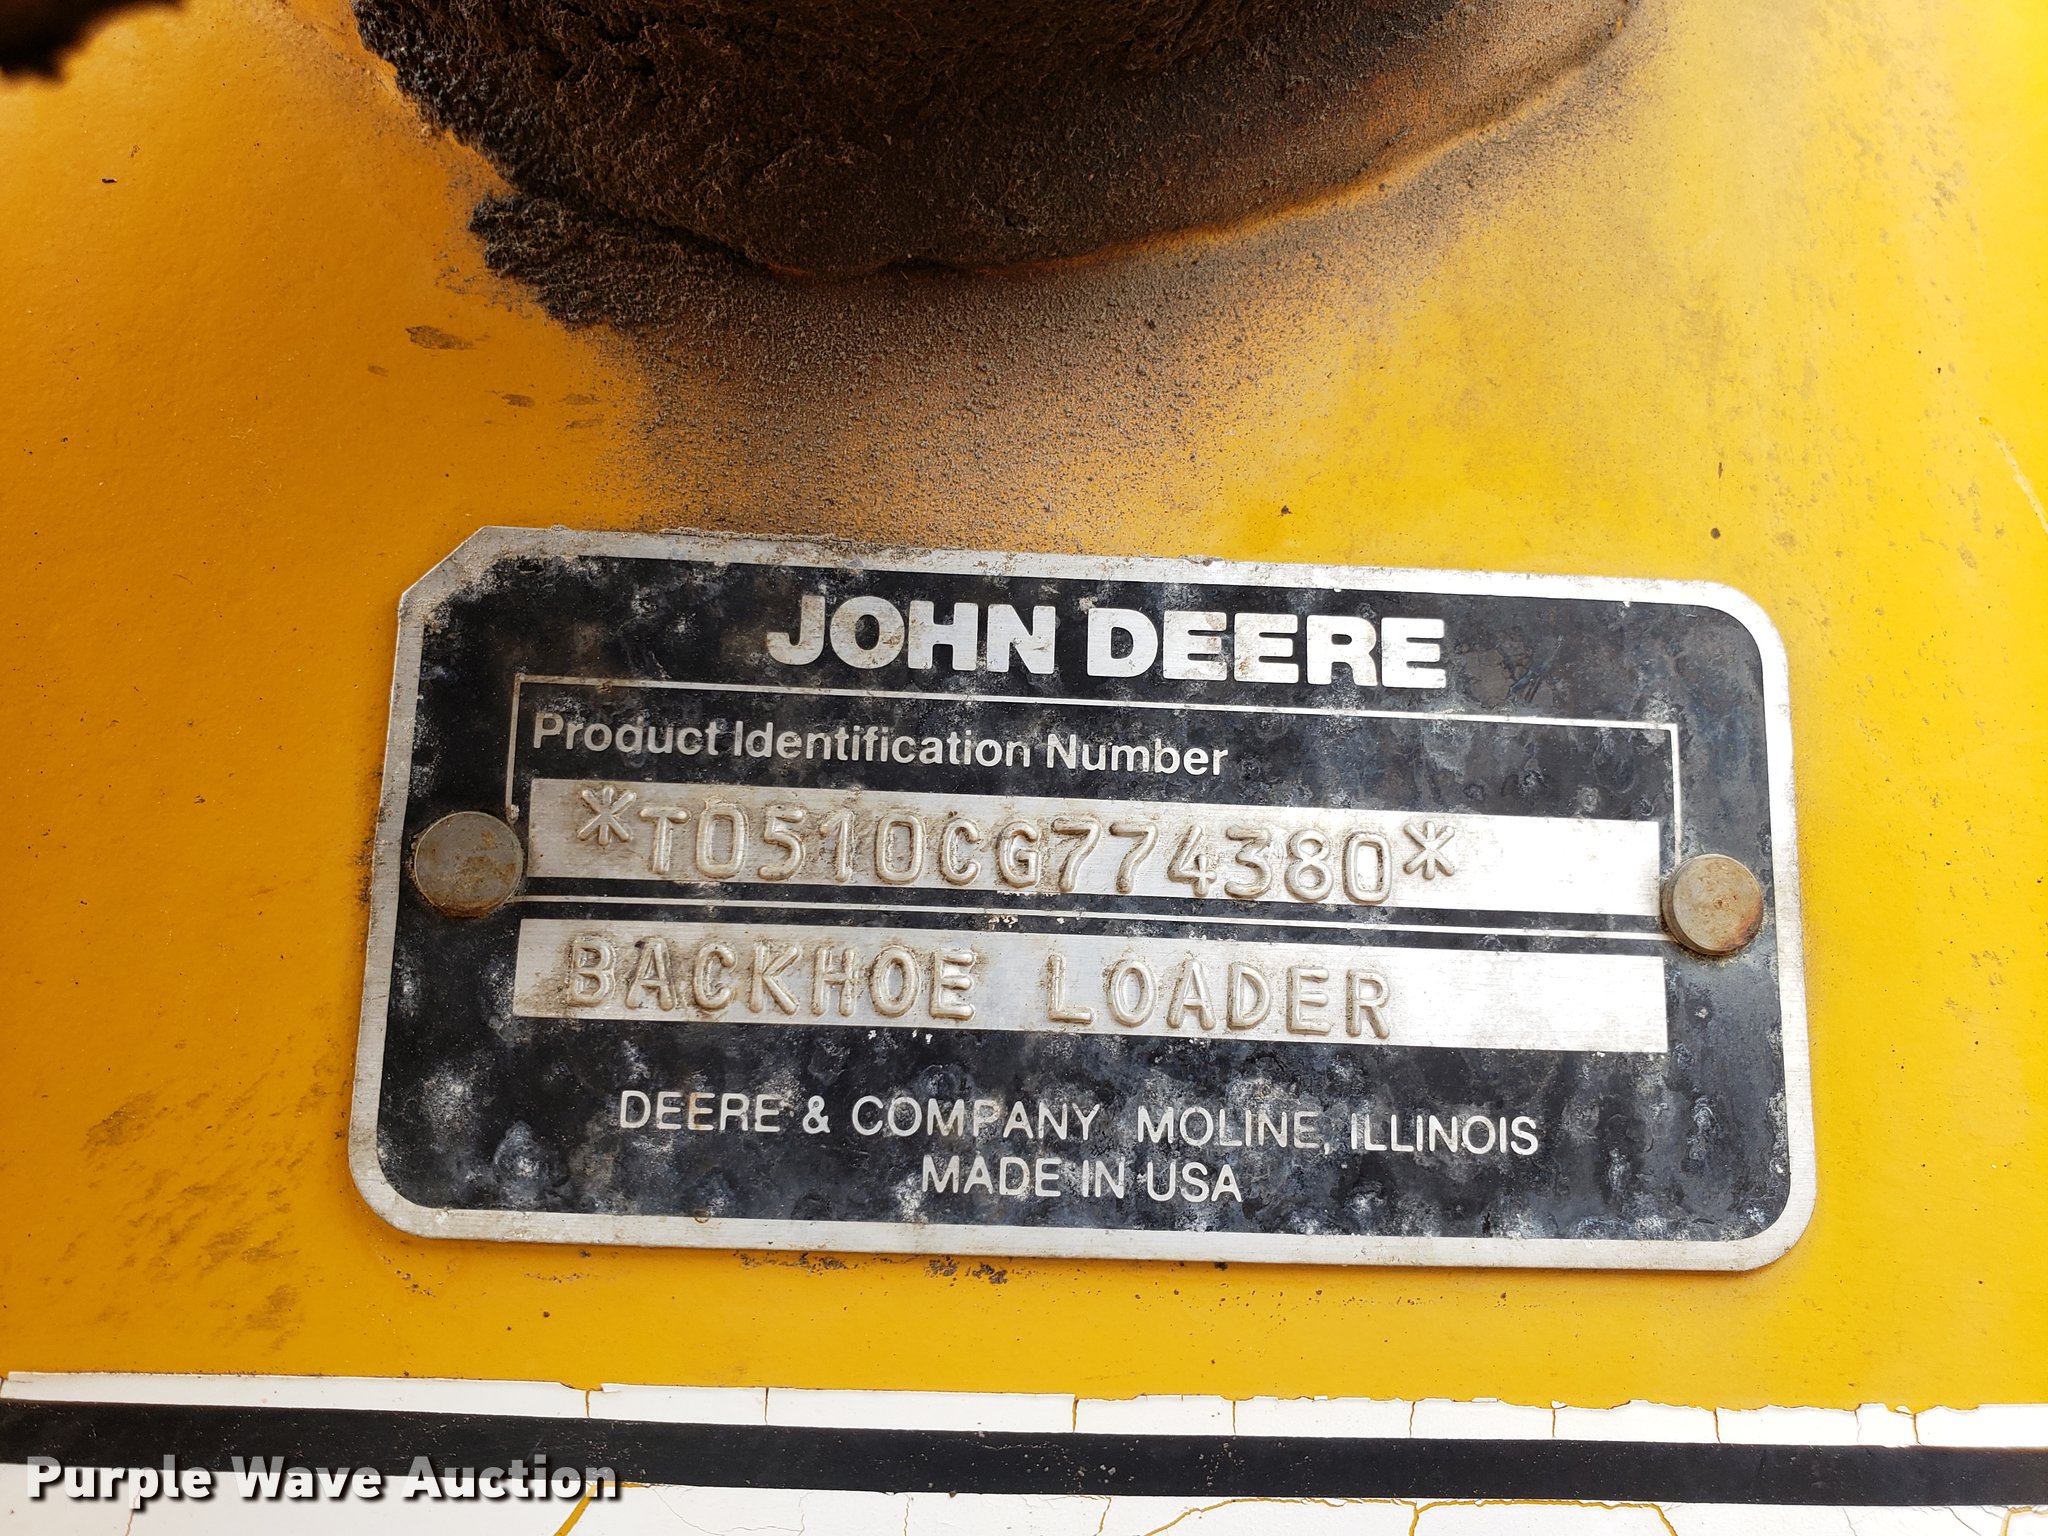 JOHN DEERE
Product Identification Number
*T0510CG774380*
BACKHOE LOADER
DEERE & COMPANY MOLINE, ILLINOIS
MADE IN USA
Purple Wave Auction